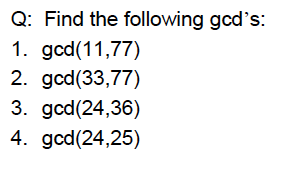 Q: Find the following gcd's:
1. gcd(11,77)
2. gcd(33,77)
3. gcd(24,36)
4. gcd(24,25)